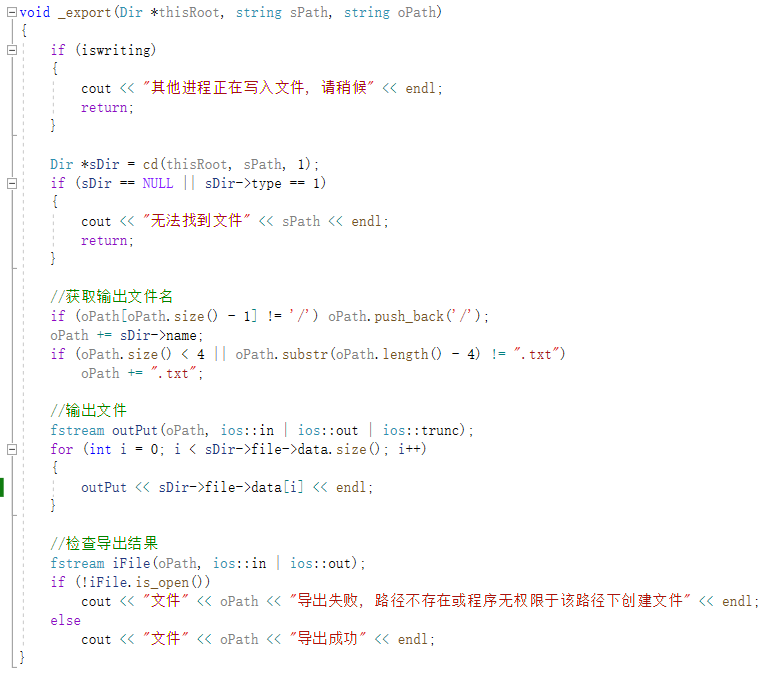 void _export(Dir *thisRoot, string sPath, string oPath)
{
    if (iswriting)
    {
        cout << "其他进程正在写入文件, 请稍候" << endl;
        return;
    }

    Dir *sDir = cd(thisRoot, sPath, 1);
    if (sDir == NULL || sDir->type == 1)
    {
        cout << "无法找到文件" << sPath << endl;
        return;
    }

    //获取输出文件名
    if (oPath[oPath.size() - 1] != '/') oPath.push_back('/');
    oPath += sDir->name;
    if (oPath.size() < 4 || oPath.substr(oPath.length() - 4) != ".txt")
        oPath += ".txt";

    //输出文件
    fstream outPut(oPath, ios::in | ios::out | ios::trunc);
    for (int i = 0; i < sDir->file->data.size(); i++)
    {
        outPut << sDir->file->data[i] << endl;
    }

    //检查导出结果
    fstream iFile(oPath, ios::in | ios::out);
    if (!iFile.is_open())
        cout << "文件" << oPath << "导出失败, 路径不存在或程序无权限于该路径下创建文件" << endl;
    else
        cout << "文件" << oPath << "导出成功" << endl;
}